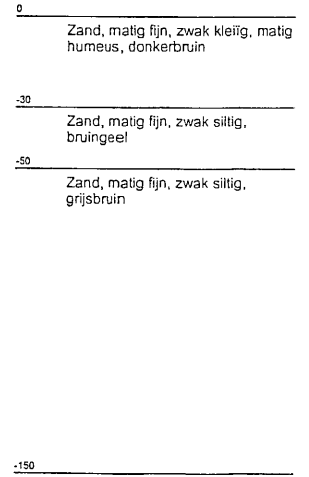 0
Zand, matig fijn, zwak kleiïg, matig
humeus, donkerbruin
-30
Zand, matig fijn, zwak siltig,
bruingeel
-50
Zand, matig fijn, zwak siltig,
grijsbruin
-150